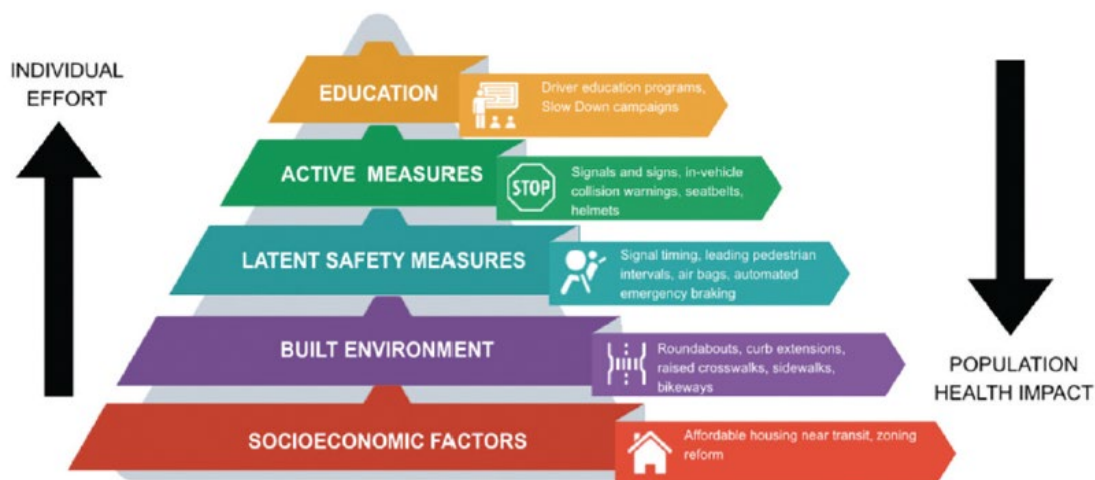 INDIVIDUAL
EFFORT
EDUCATION
Driver education programs,
Slow Down campaigns
ACTIVE MEASURES
STOP
Signals and signs, in-vehicle
collision warnings, seatbelts,
helmets
LATENT SAFETY MEASURES
Signal timing, leading pedestrian
intervals, air bags, automated
emergency braking
BUILT ENVIRONMENT
Roundabouts, curb extensions,
raised crosswalks, sidewalks,
bikeways
SOCIOECONOMIC FACTORS
Affordable housing near transit, zoning
reform
POPULATION
HEALTH IMPACT